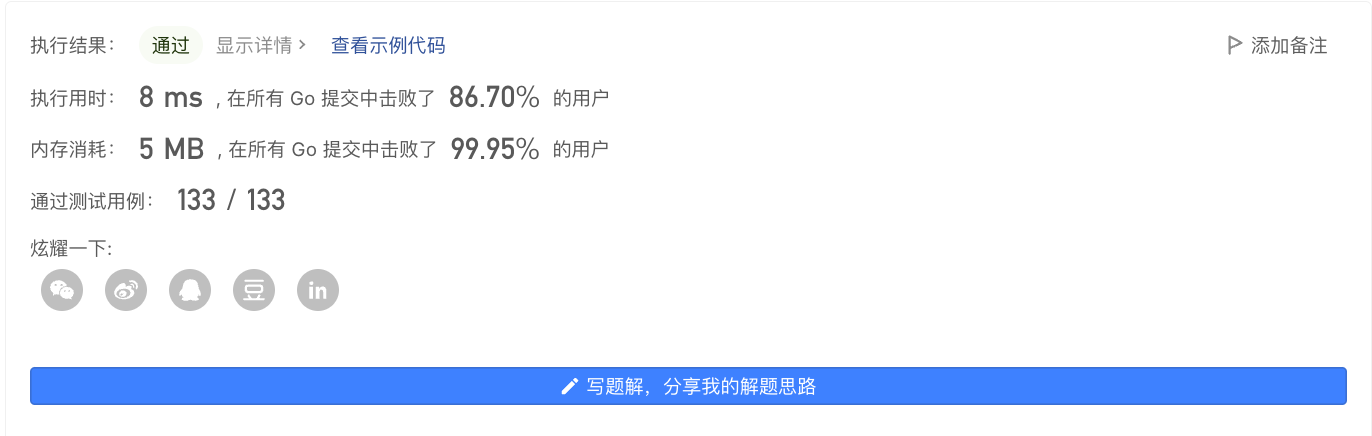 执行结果： 通过 显示详情 > 查看示例代码 添加备注
执行用时： 8 ms , 在所有 Go 提交中击败了 86.70% 的用户
内存消耗： 5 MB , 在所有 Go 提交中击败了 99.95% 的用户
通过测试用例： 133 / 133
炫耀一下:
豆 in
写题解，分享我的解题思路